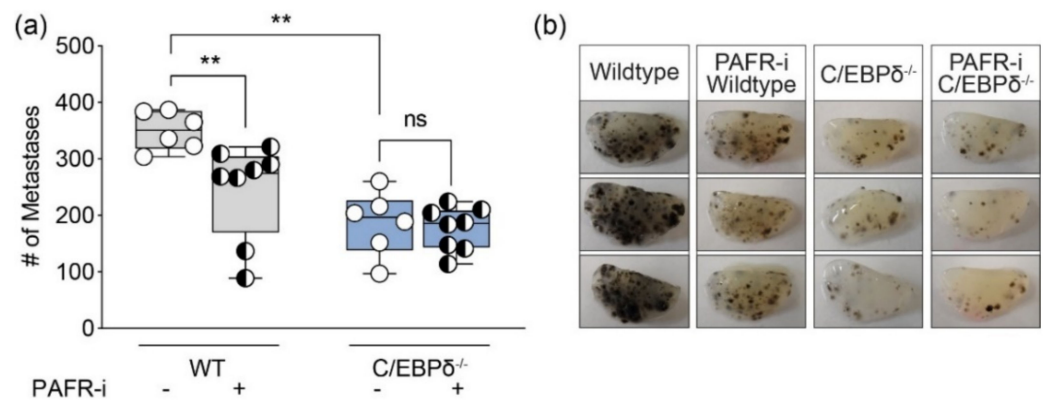 (a)
# of Metastases
500
400
300
200
100
0
**
**
ns
WT
C/EBPδ-/-
PAFR-i - + - +
(b)
Wildtype
PAFR-i
Wildtype
C/EBPδ-/-
PAFR-i
C/EBPδ-/-